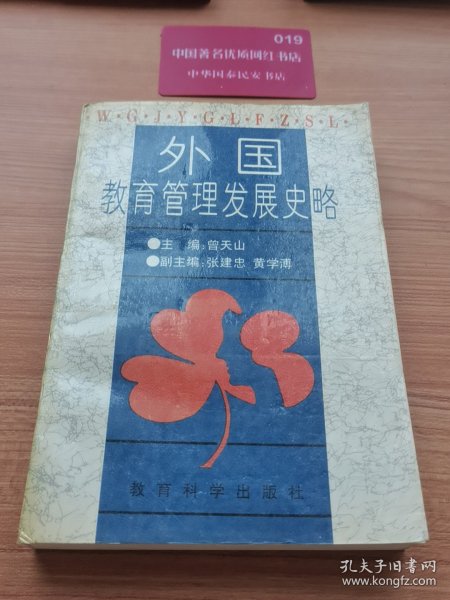 019
中国著名优质网红书店
中华国泰民安书店
W·G·J·Y·G·L·F·Z·S·L·
外国
教育管理发展史略
●主 编:曾天山
●副主编:张建忠 黄学溥
教育科学出版社
孔夫子旧书网
www.kongfz.com